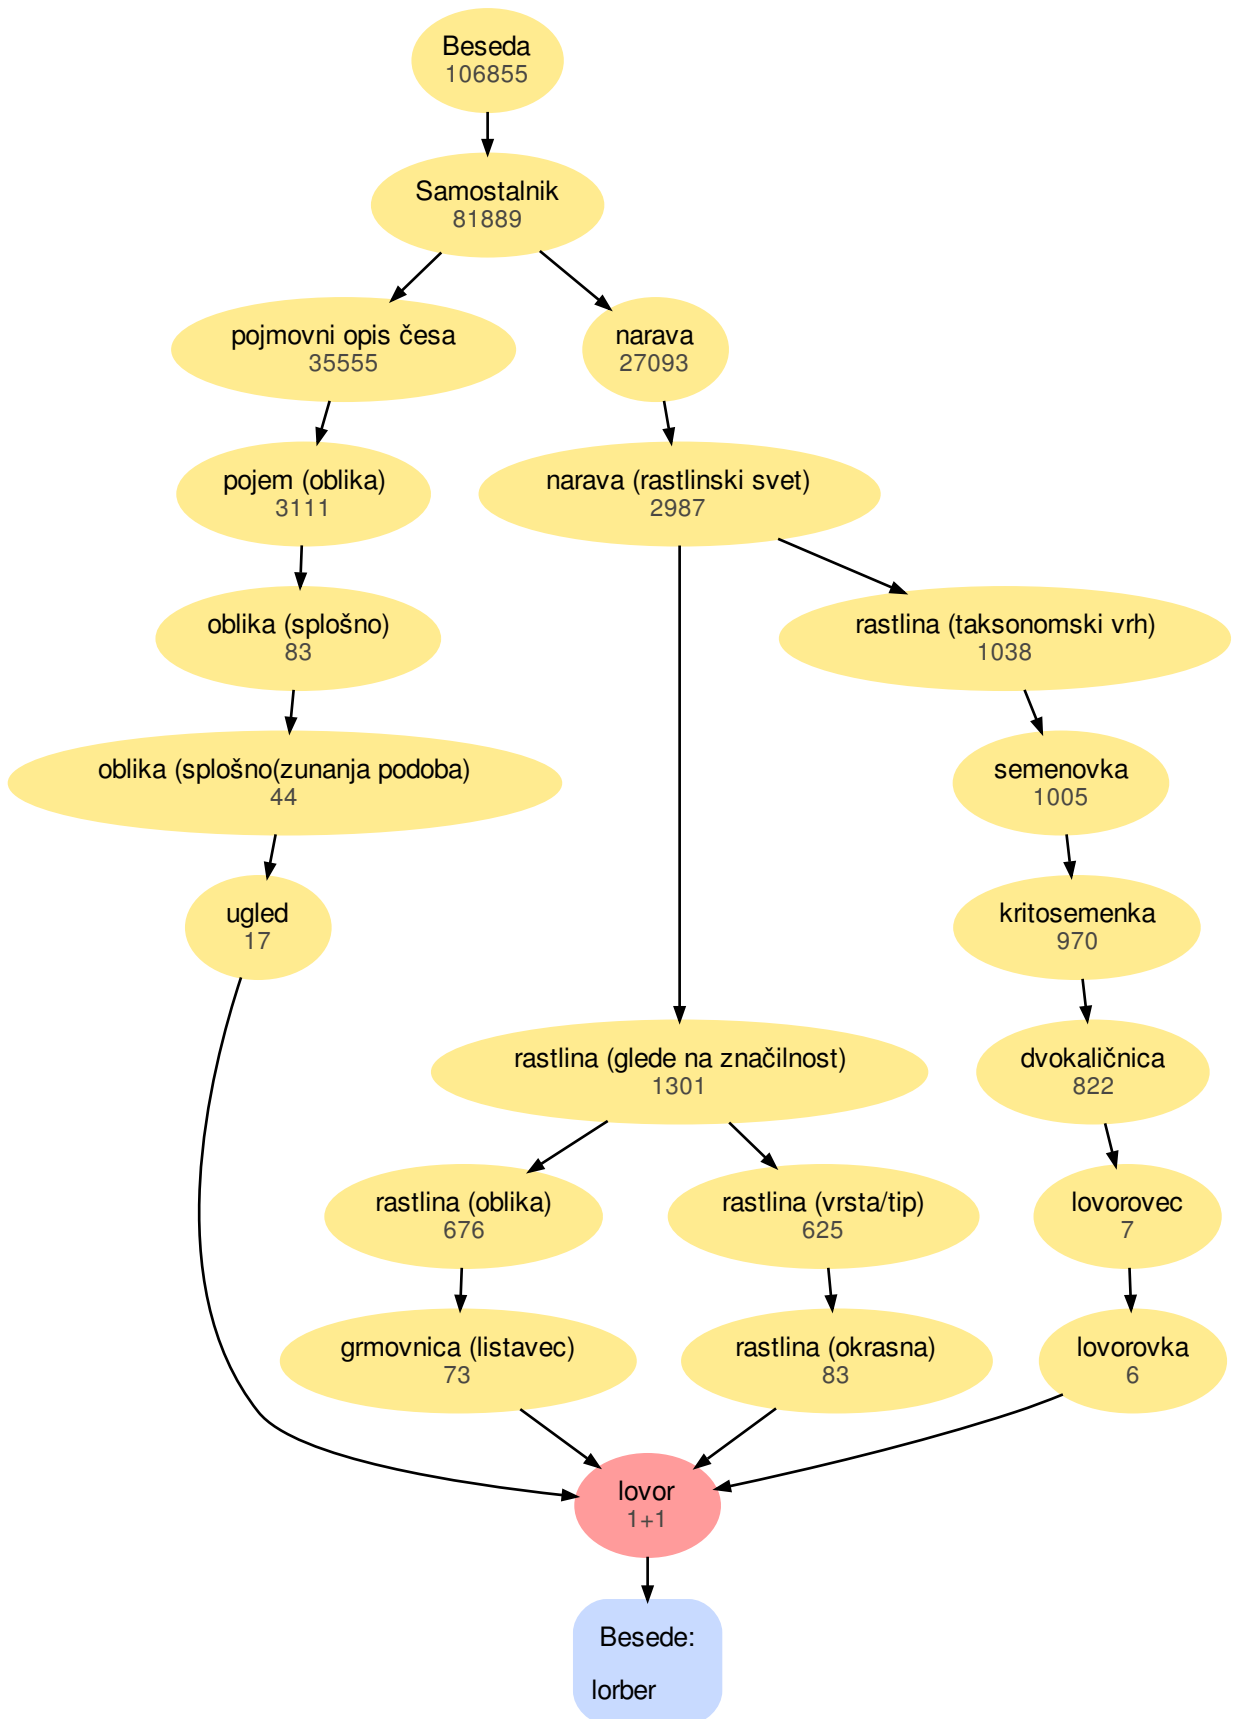 Beseda
106855
Samostalnik
81889
pojmovni opis česa
35555
narava
27093
pojem (oblika)
3111
narava (rastlinski svet)
2987
oblika (splošno)
83
rastlina (taksonomski vrh)
1038
oblika (splošno(zunanja podoba)
44
semenovka
1005
ugled
17
kritosemenka
970
rastlina (glede na značilnost)
1301
dvokaličnica
822
rastlina (oblika)
676
rastlina (vrsta/tip)
625
lovorovec
7
grmovnica (listavec)
73
rastlina (okrasna)
83
lovorovka
6
lovor
1+1
Besede:
lorber